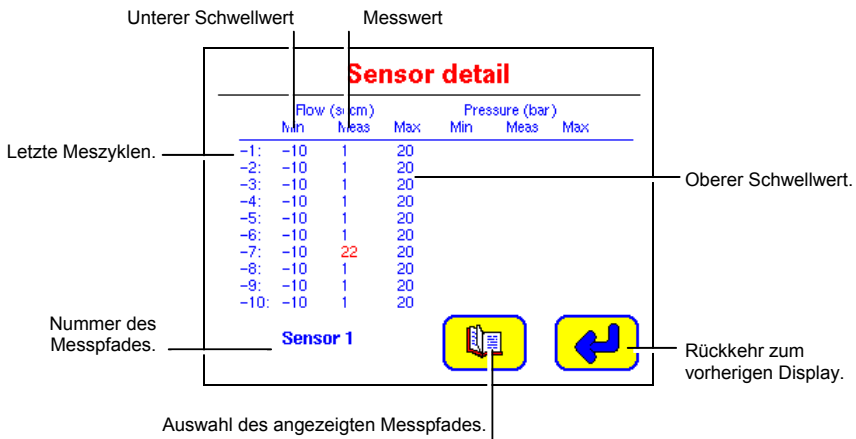 Unterer Schwellwert Messwert
Sensor detail
Flow (sccm) Pressure (bar)
Min Meas Max Min Meas Max
Letzte Meszyklen.
-1: -10 1 20
-2: -10 1 20
-3: -10 1 20
Oberer Schwellwert.
-4: -10 1 20
-5: -10 1 20
-6: -10 1 20
-7: -10 22 20
-8: -10 1 20
-9: -10 1 20
-10: -10 1 20
Nummer des
Messpfades.
Sensor 1
Rückkehr zum
vorherigen Display.
Auswahl des angezeigten Messpfades.